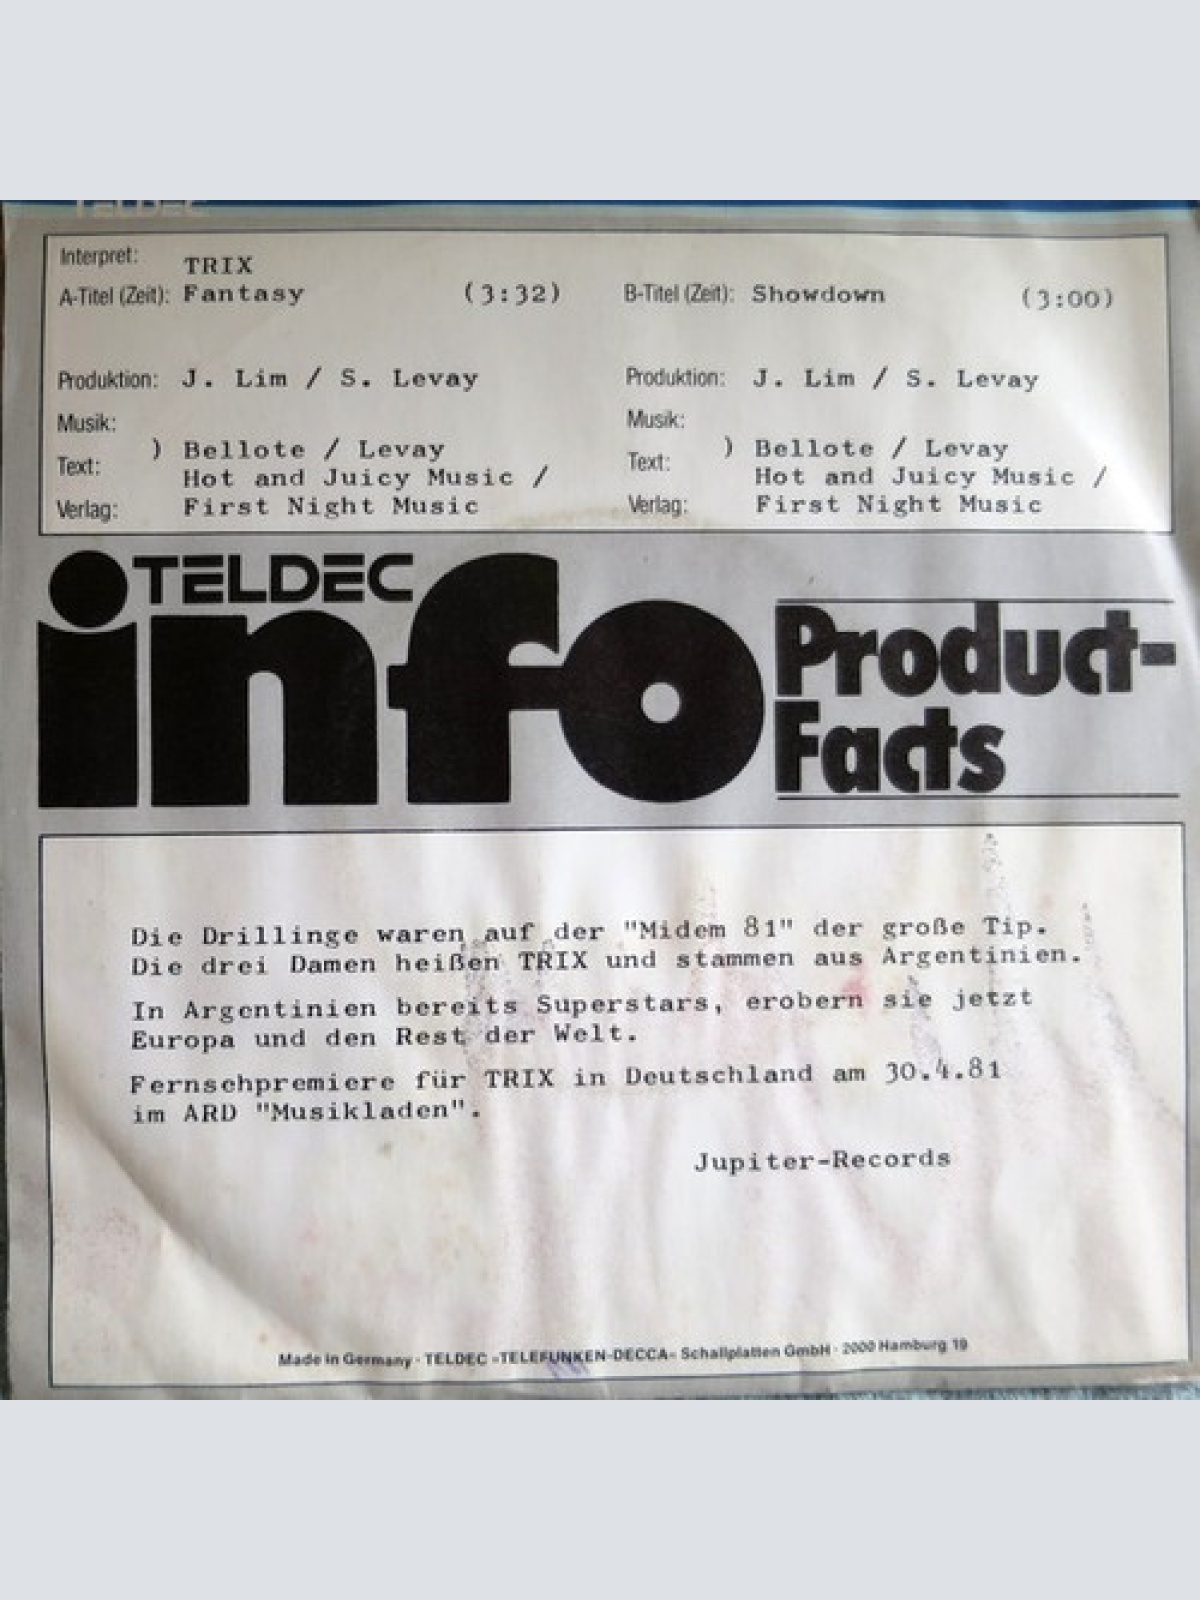 TELDEC
Interpret: TRIX
A-Titel (Zeit): Fantasy (3:32)
Produktion: J. Lim / S. Levay
Musik:
) Bellote / Levay
Text:
Hot and Juicy Music /
Verlag: First Night Music
B-Titel (Zeit): Showdown (3:00)
Produktion: J. Lim / S. Levay
Musik:
) Bellote / Levay
Text:
Hot and Juicy Music /
Verlag: First Night Music
TELDEC
info
Product-
Facts
Die Drillinge waren auf der "Midem 81" der große Tip.
Die drei Damen heißen TRIX und stammen aus Argentinien.
In Argentinien bereits Superstars, erobern sie jetzt
Europa und den Rest der Welt.
Fernsehpremiere für TRIX in Deutschland am 30.4.81
im ARD "Musikladen".
Jupiter-Records
Made in Germany · TELDEC »TELEFUNKEN-DECCA« Schallplatten GmbH · 2000 Hamburg 19